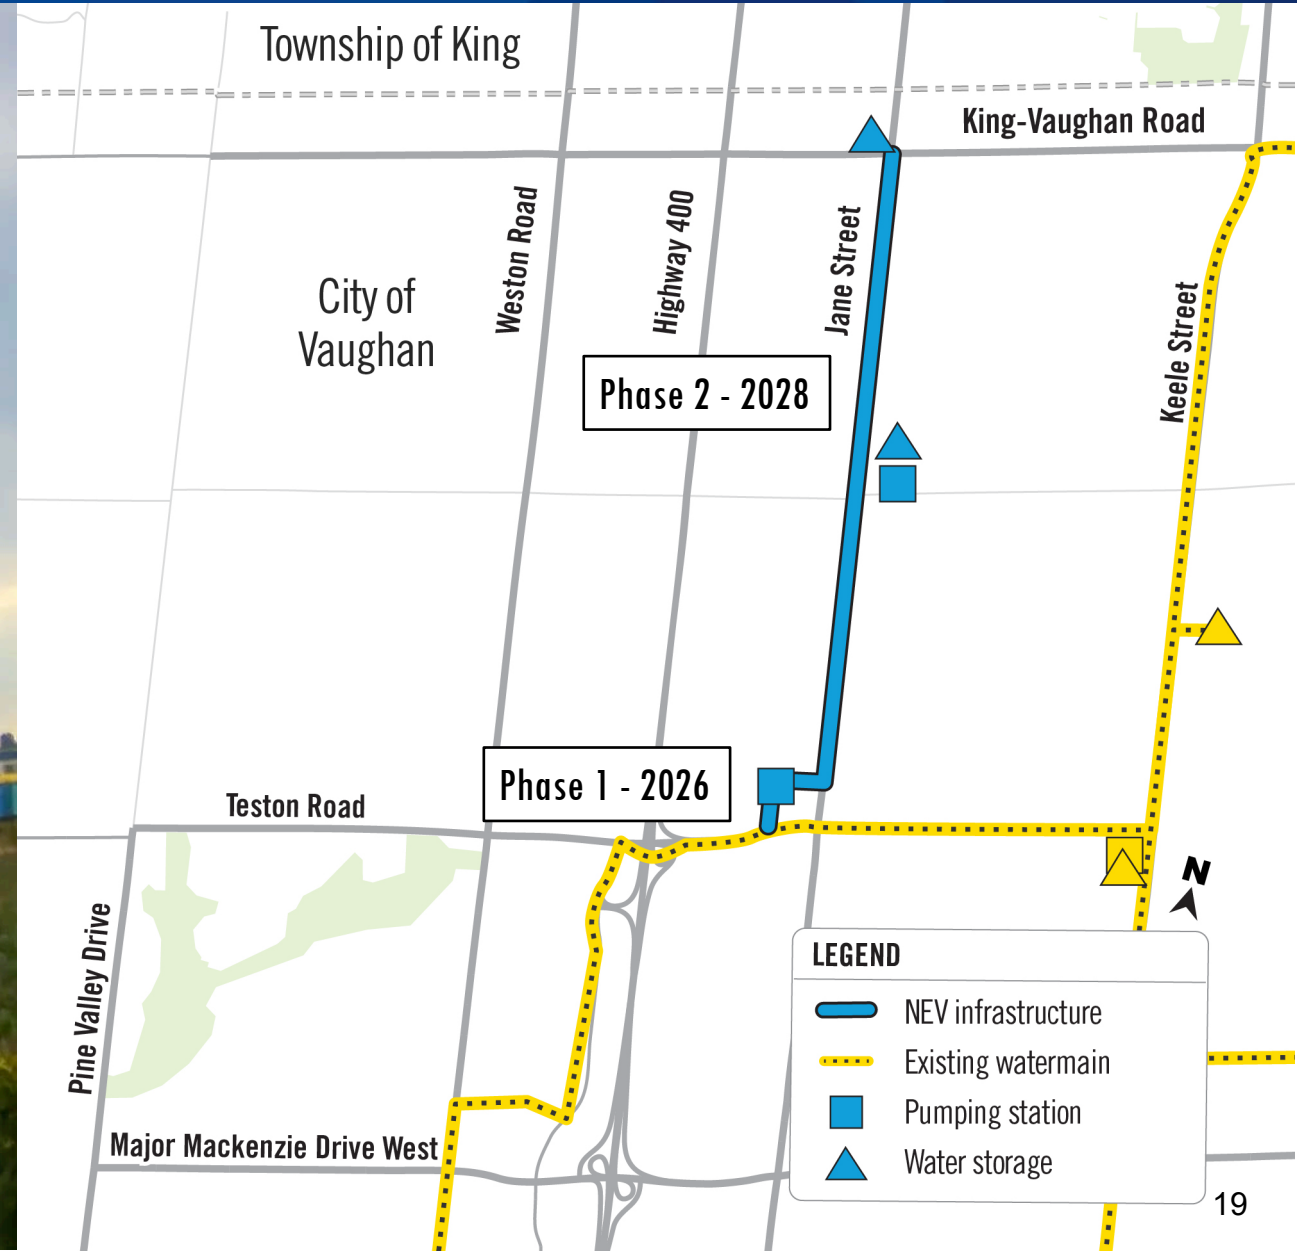 Township of King
King-Vaughan Road
Weston Road
Highway 400
Jane Street
Keele Street
City of
Vaughan
Phase 2 - 2028
Phase 1 - 2026
Teston Road
N
Pine Valley Drive
LEGEND
NEV infrastructure
Existing watermain
Pumping station
Water storage
Major Mackenzie Drive West
19